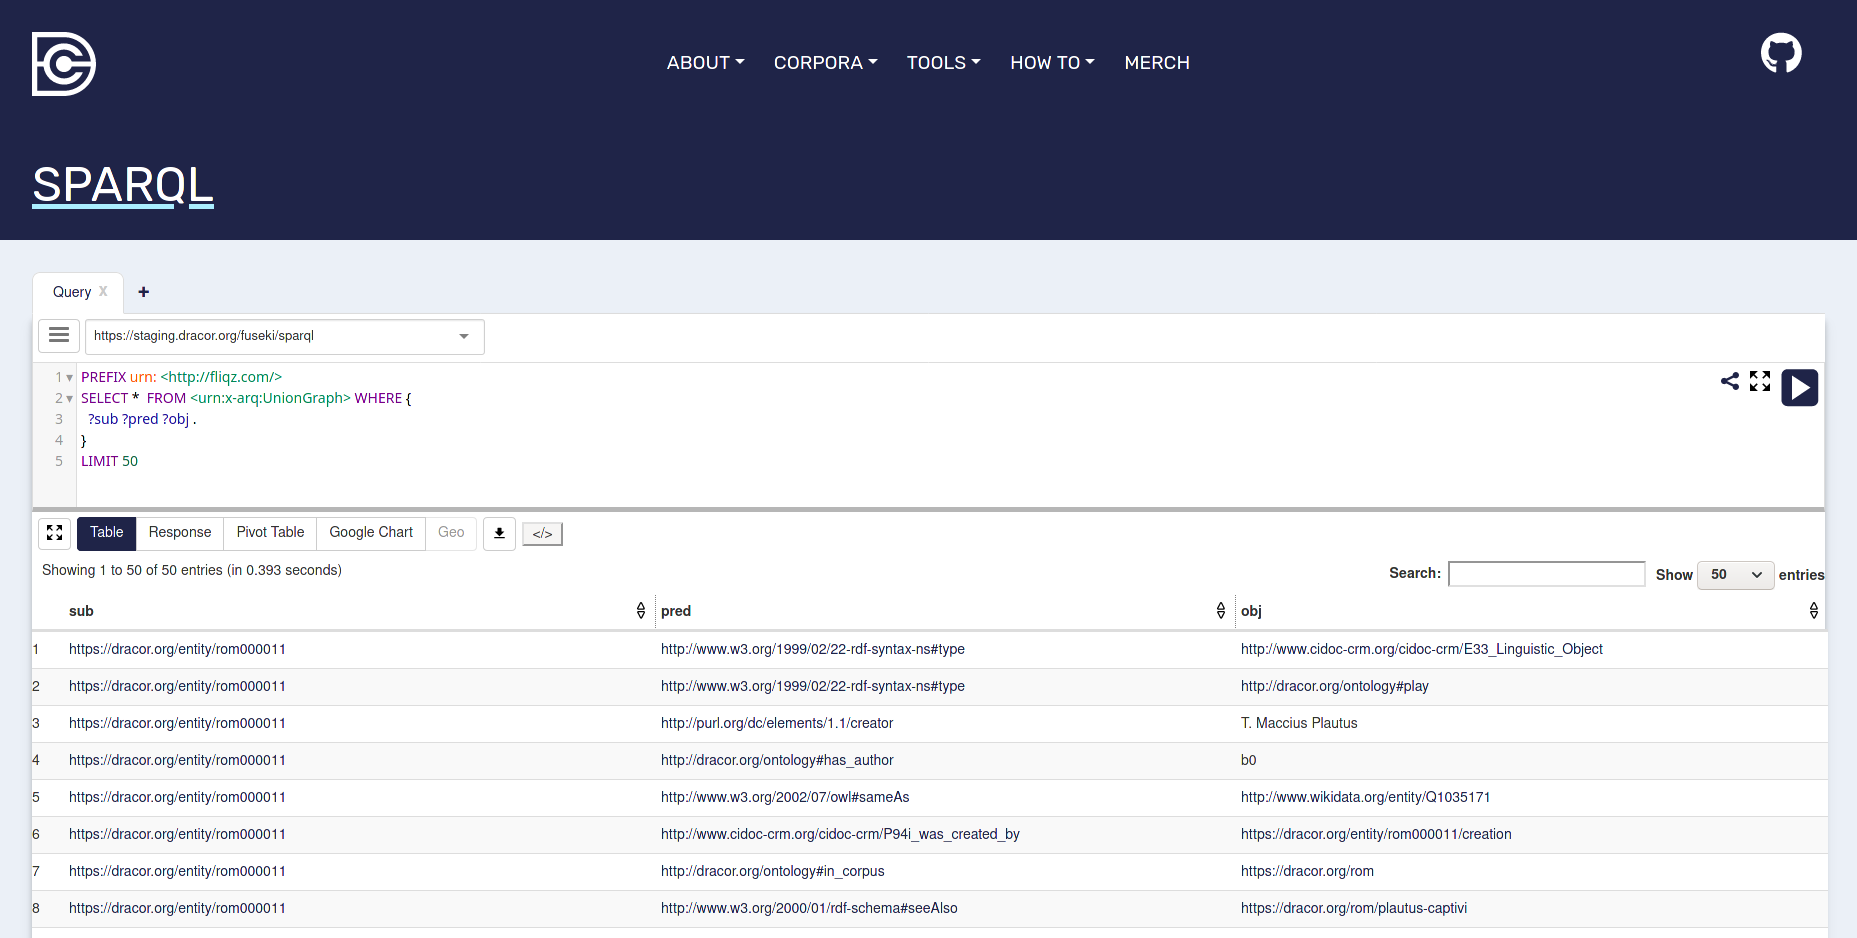 ABOUT CORPORA TOOLS HOW TO MERCH
SPARQL
Query X +
https://staging.dracor.org/fuseki/sparql
1 PREFIX urn: <http://fliqz.com/>
2 SELECT * FROM <urn:x-arq:UnionGraph> WHERE {
3 ?sub ?pred ?obj .
4 }
5 LIMIT 50
Table Response Pivot Table Google Chart Geo </>
Showing 1 to 50 of 50 entries (in 0.393 seconds)
Search: Show 50 entries
sub pred obj
1 https://dracor.org/entity/rom000011 http://www.w3.org/1999/02/22-rdf-syntax-ns#type http://www.cidoc-crm.org/cidoc-crm/E33_Linguistic_Object
2 https://dracor.org/entity/rom000011 http://www.w3.org/1999/02/22-rdf-syntax-ns#type http://dracor.org/ontology#play
3 https://dracor.org/entity/rom000011 http://purl.org/dc/elements/1.1/creator T. Maccius Plautus
4 https://dracor.org/entity/rom000011 http://dracor.org/ontology#has_author b0
5 https://dracor.org/entity/rom000011 http://www.w3.org/2002/07/owl#sameAs http://www.wikidata.org/entity/Q1035171
6 https://dracor.org/entity/rom000011 http://www.cidoc-crm.org/cidoc-crm/P94i_was_created_by https://dracor.org/entity/rom000011/creation
7 https://dracor.org/entity/rom000011 http://dracor.org/ontology#in_corpus https://dracor.org/rom
8 https://dracor.org/entity/rom000011 http://www.w3.org/2000/01/rdf-schema#seeAlso https://dracor.org/rom/plautus-captivi